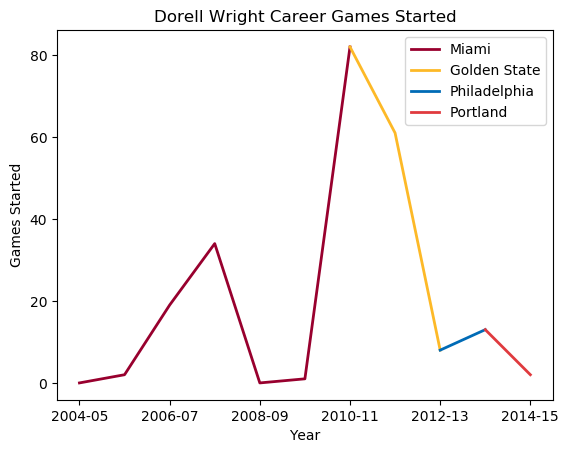 Dorell Wright Career Games Started
Miami
Golden State
Philadelphia
Portland
Games Started
80
60
40
20
0
2004-05 2006-07 2008-09 2010-11 2012-13 2014-15
Year